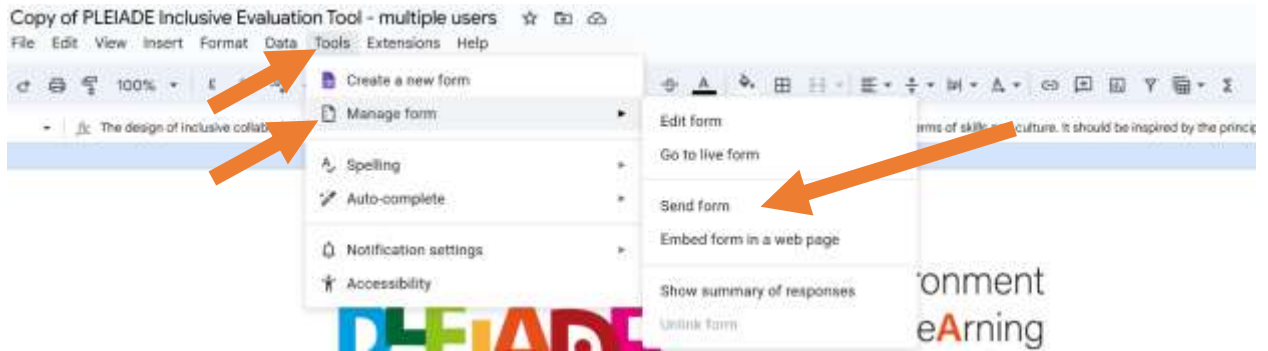 Copy of PLEIADE Inclusive Evaluation Tool - multiple users
File Edit View Insert Format Data Tools Extensions Help
100%
Create a new form
Manage form
Spelling
Auto-complete
Notification settings
Accessibility
Edit form
Go to live form
Send form
Embed form in a web page
Show summary of responses
Unlink form
fx The design of inclusive
culture. It should be inspired by the
PLEIADE
onment
eArning